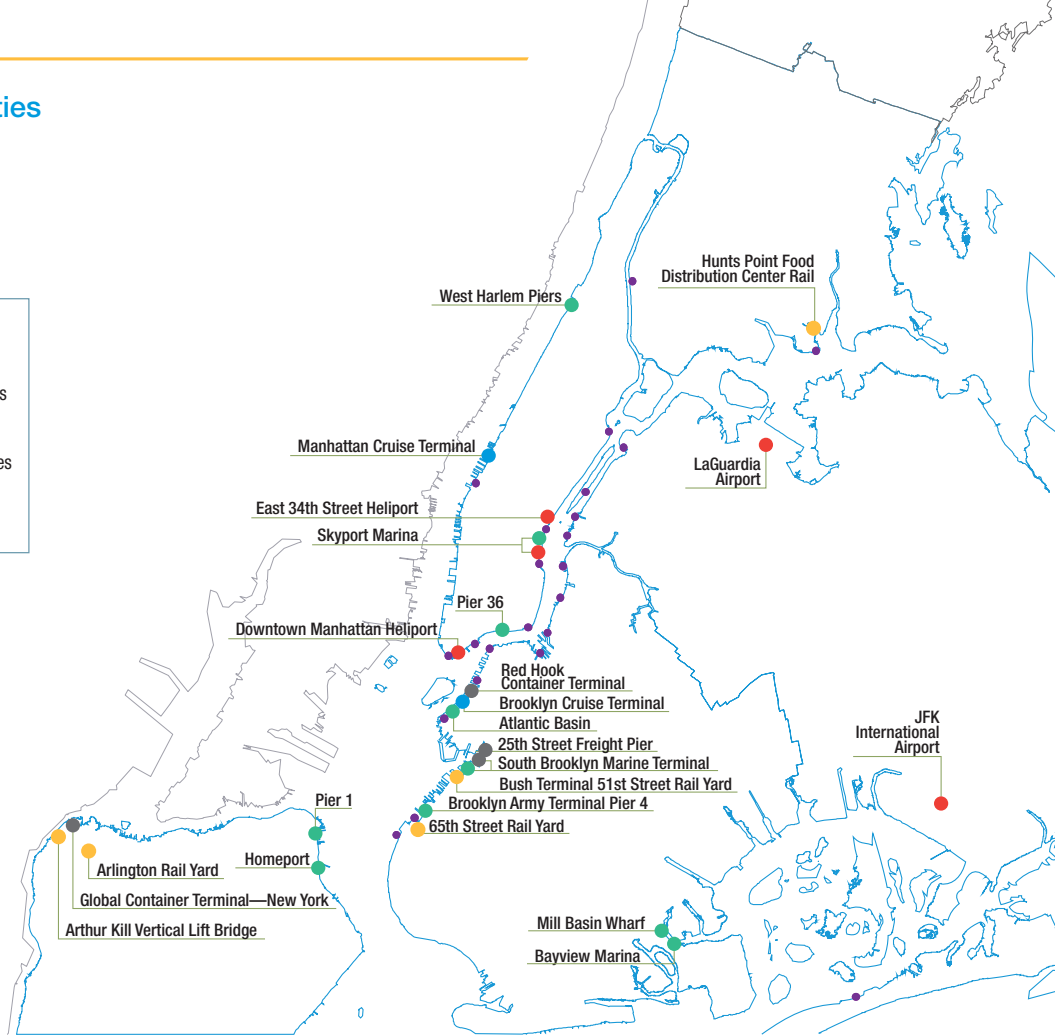 ties
s
es
Hunts Point Food
Distribution Center Rail
West Harlem Piers
Manhattan Cruise Terminal
LaGuardia
Airport
East 34th Street Heliport
Skyport Marina
Pier 36
Downtown Manhattan Heliport
Red Hook
Container Terminal
Brooklyn Cruise Terminal
Atlantic Basin
JFK
International
Airport
25th Street Freight Pier
South Brooklyn Marine Terminal
Bush Terminal 51st Street Rail Yard
Brooklyn Army Terminal Pier 4
65th Street Rail Yard
Pier 1
Homeport
Arlington Rail Yard
Global Container Terminal—New York
Arthur Kill Vertical Lift Bridge
Mill Basin Wharf
Bayview Marina